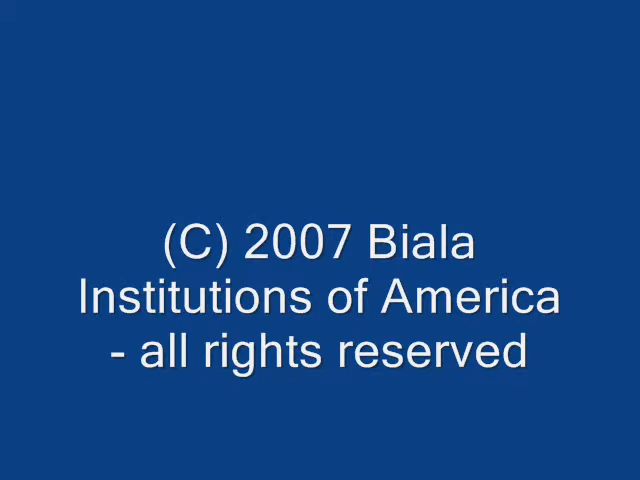 (C) 2007 Biala
Institutions of America
- all rights reserved